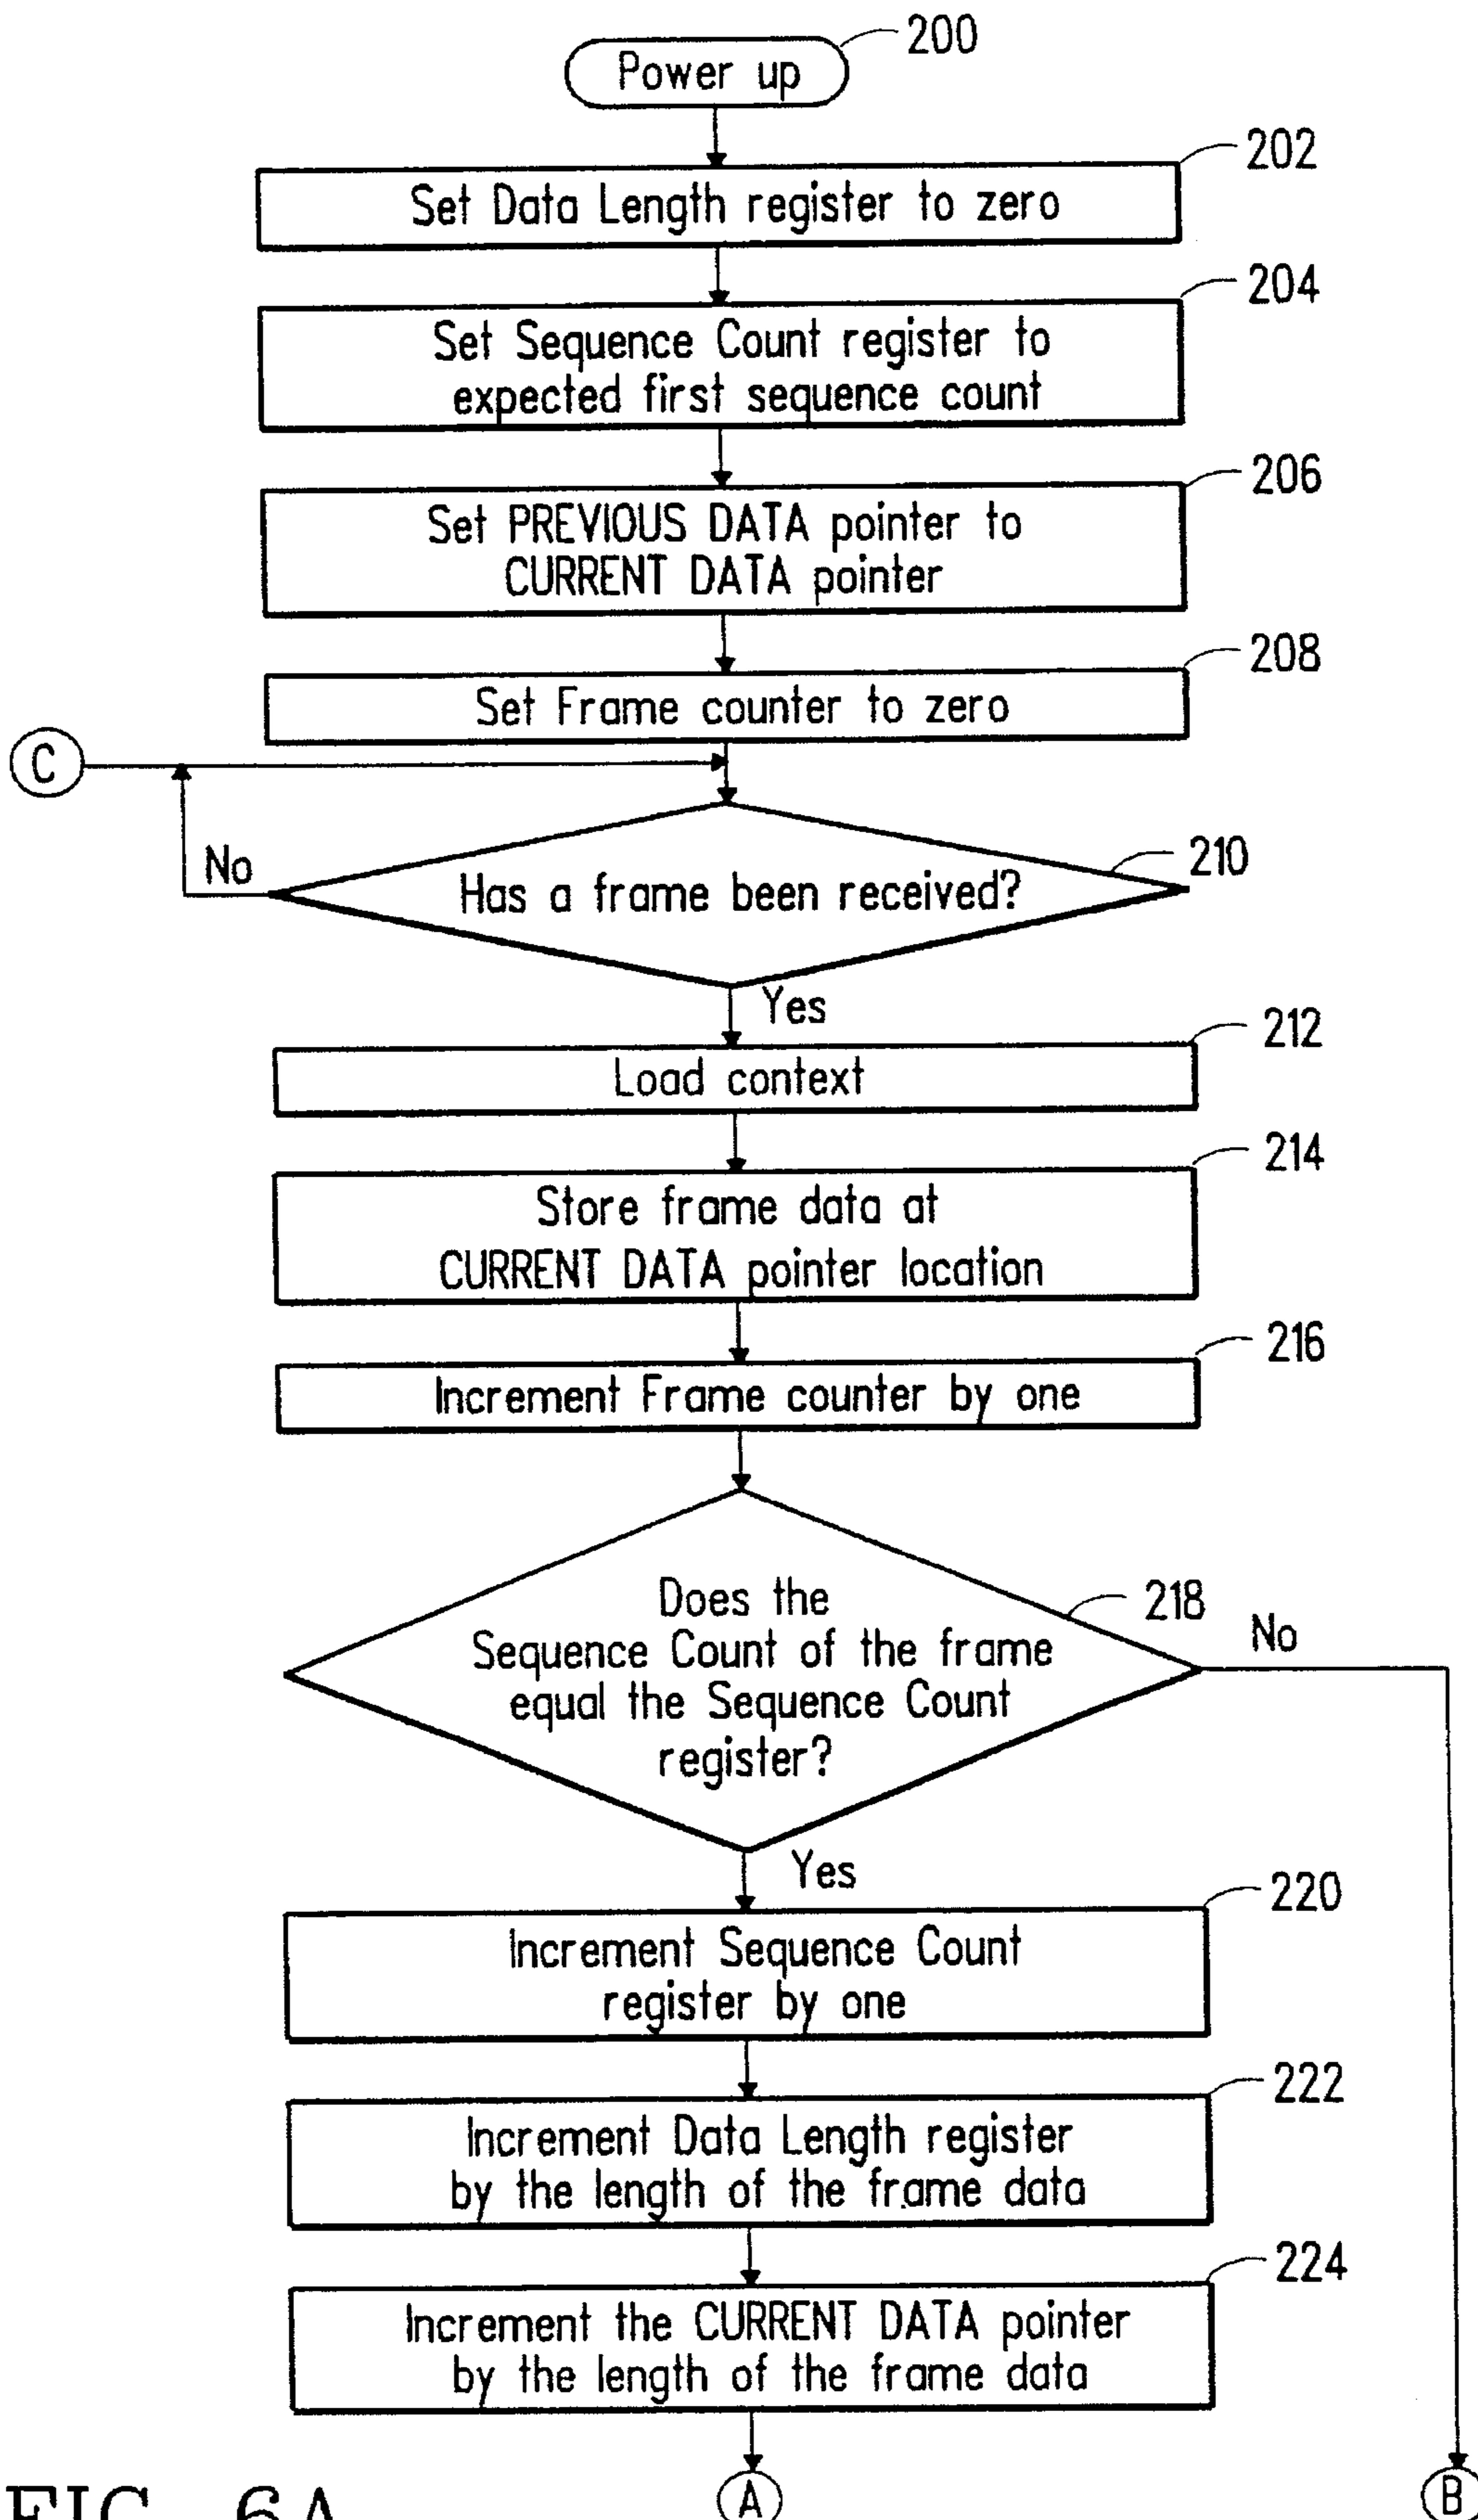 200
Power up
202
Set Data Length register to zero
204
Set Sequence Count register to
expected first sequence count
206
Set PREVIOUS DATA pointer to
CURRENT DATA pointer
208
Set Frame counter to zero
C
No
210
Has a frame been received?
Yes
212
Load context
214
Store frame data at
CURRENT DATA pointer location
216
Increment Frame counter by one
218
Does the
Sequence Count of the frame
equal the Sequence Count
register?
No
Yes
220
Increment Sequence Count
register by one
222
Increment Data Length register
by the length of the frame data
224
Increment the CURRENT DATA pointer
by the length of the frame data
A
B
FIG. 6A